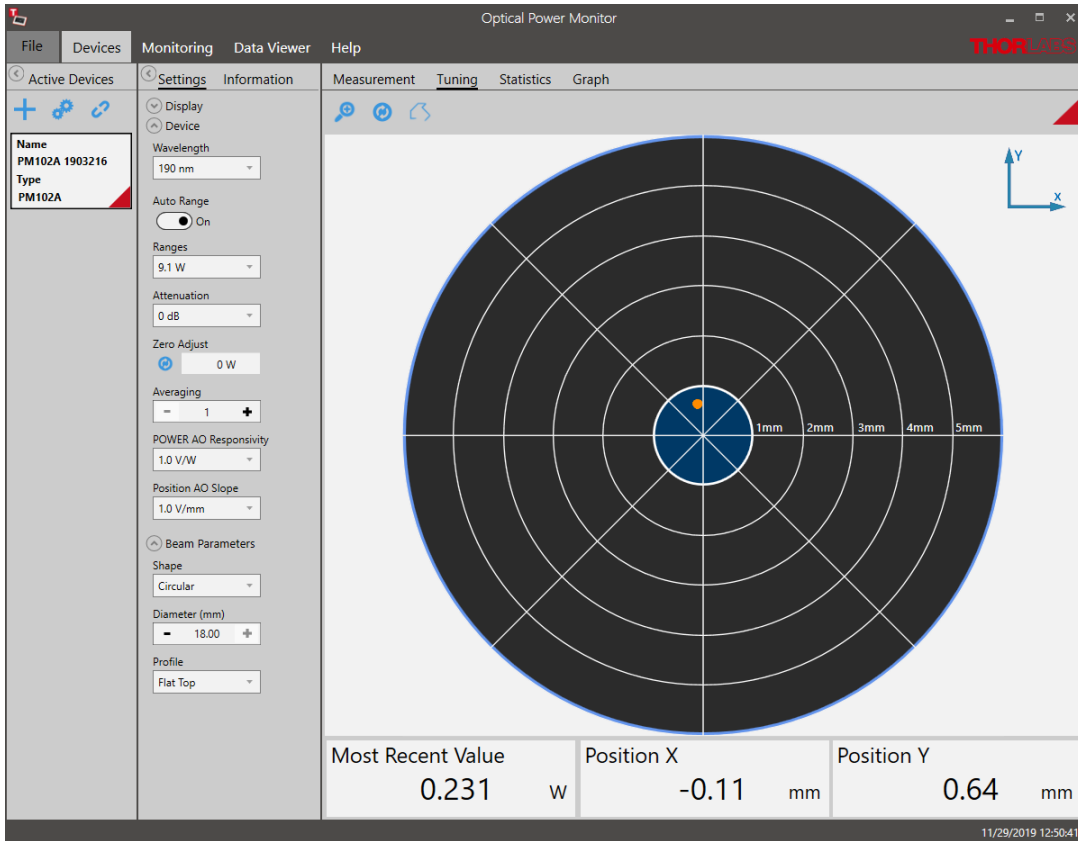 Optical Power Monitor
File Devices Monitoring Data Viewer Help
THORLABS
Active Devices
Name
PM102A 1903216
Type
PM102A
Settings Information
Display
Device
Wavelength
190 nm
Auto Range
On
Ranges
9.1 W
Attenuation
0 dB
Zero Adjust
0 W
Averaging
- 1 +
POWER AO Responsivity
1.0 V/W
Position AO Slope
1.0 V/mm
Beam Parameters
Shape
Circular
Diameter (mm)
- 18.00 +
Profile
Flat Top
Measurement Tuning Statistics Graph
Y
X
1mm 2mm 3mm 4mm 5mm
Most Recent Value
0.231 W
Position X
-0.11 mm
Position Y
0.64 mm
11/29/2019 12:50:41